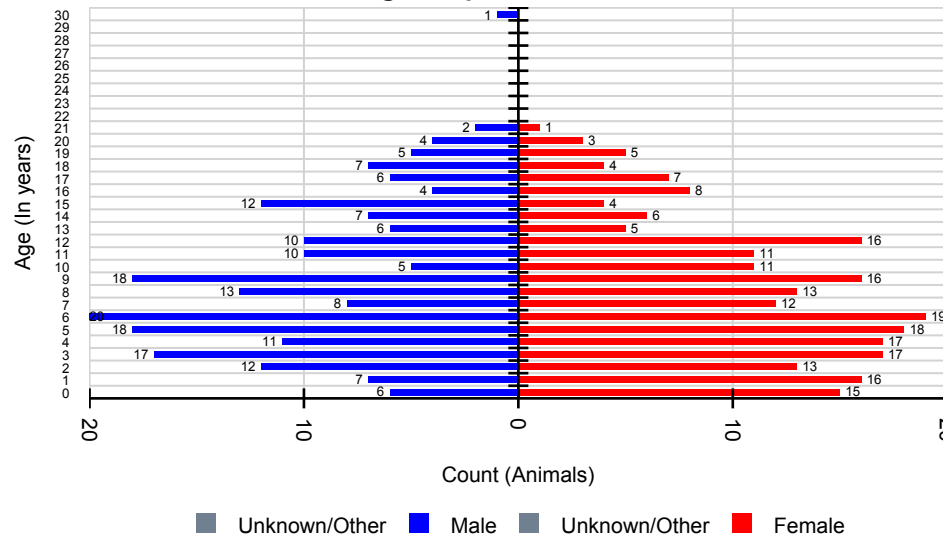 30 1
29
28
27
26
25
24
23
22
21 2 1
20 4 3
19 5 5
18 7 4
17 6 7
16 4 8
15 12 4
14 7 6
13 6 5
12 10 16
11 10 11
10 5 11
9 18 16
8 13 13
7 8 12
6 20 19
5 18 18
4 11 17
3 17 17
2 12 13
1 7 16
0 6 15
Age (In years)
20 10 0 10
Count (Animals)
Unknown/Other Male Unknown/Other Female